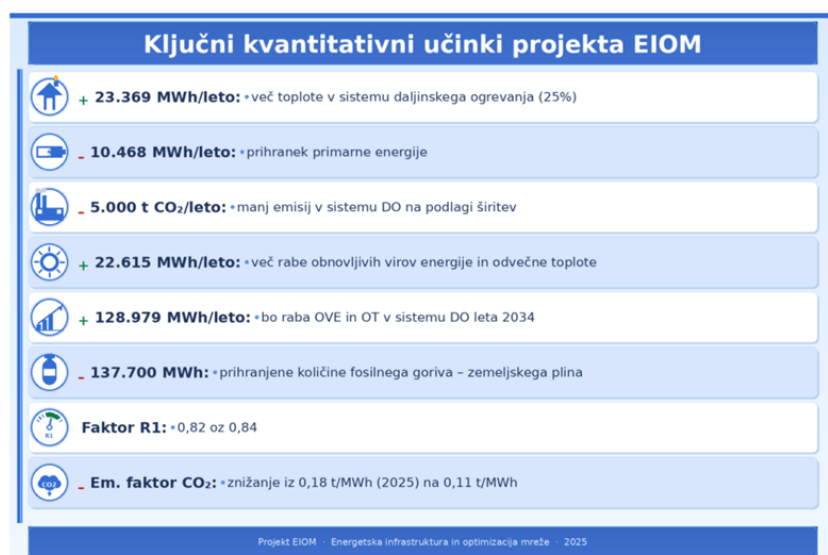 Ključni kvantitativni učinki projekta EIOM
+ 23.369 MWh/leto: •več toplote v sistemu daljinskega ogrevanja (25%)
- 10.468 MWh/leto: •prihranek primarne energije
- 5.000 t CO₂/leto: •manj emisij v sistemu DO na podlagi širitev
+ 22.615 MWh/leto: •več rabe obnovljivih virov energije in odvečne toplote
+ 128.979 MWh/leto: •bo raba OVE in OT v sistemu DO leta 2034
- 137.700 MWh: •prihranjene količine fosilnega goriva – zemeljskega plina
R1
Faktor R1: •0,82 oz 0,84
CO2
- Em. faktor CO₂: •znižanje iz 0,18 t/MWh (2025) na 0,11 t/MWh
Projekt EIOM · Energetska infrastruktura in optimizacija mreže · 2025